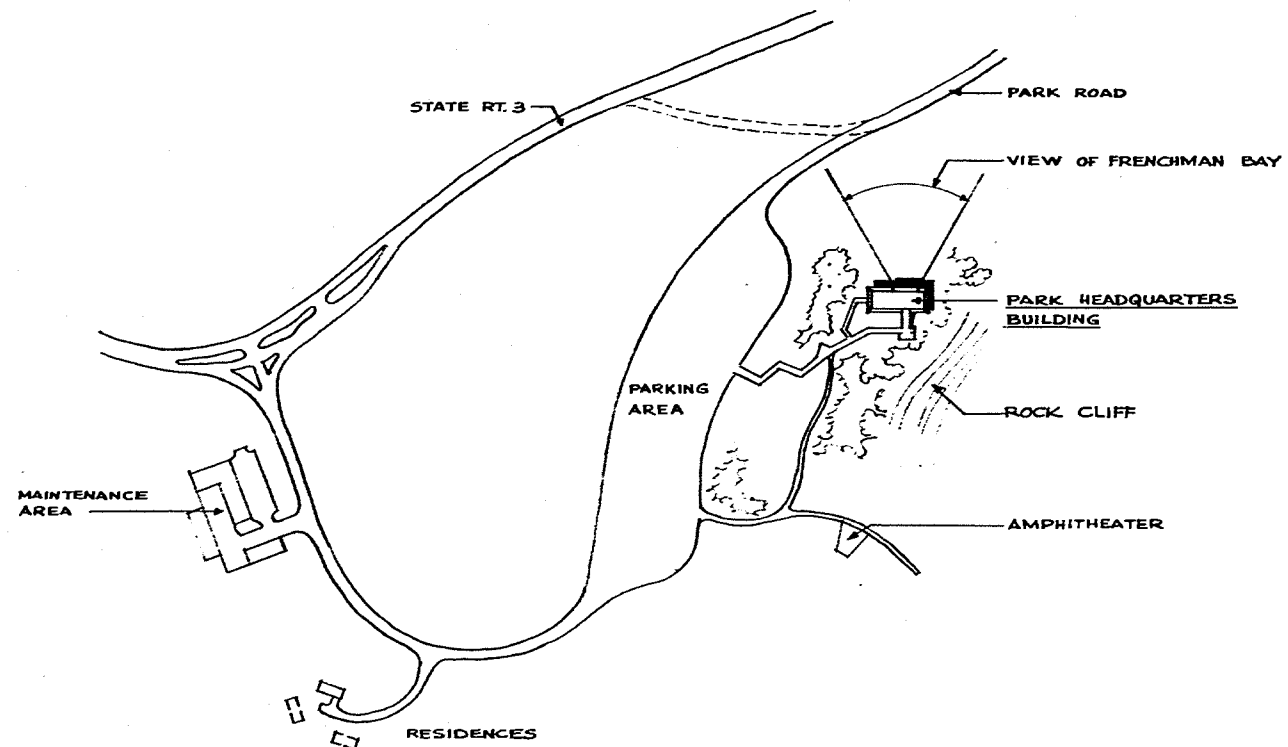 STATE RT. 3
PARK ROAD
VIEW OF FRENCHMAN BAY
PARK HEADQUARTERS
BUILDING
PARKING
AREA
ROCK CLIFF
MAINTENANCE
AREA
AMPHITHEATER
RESIDENCES